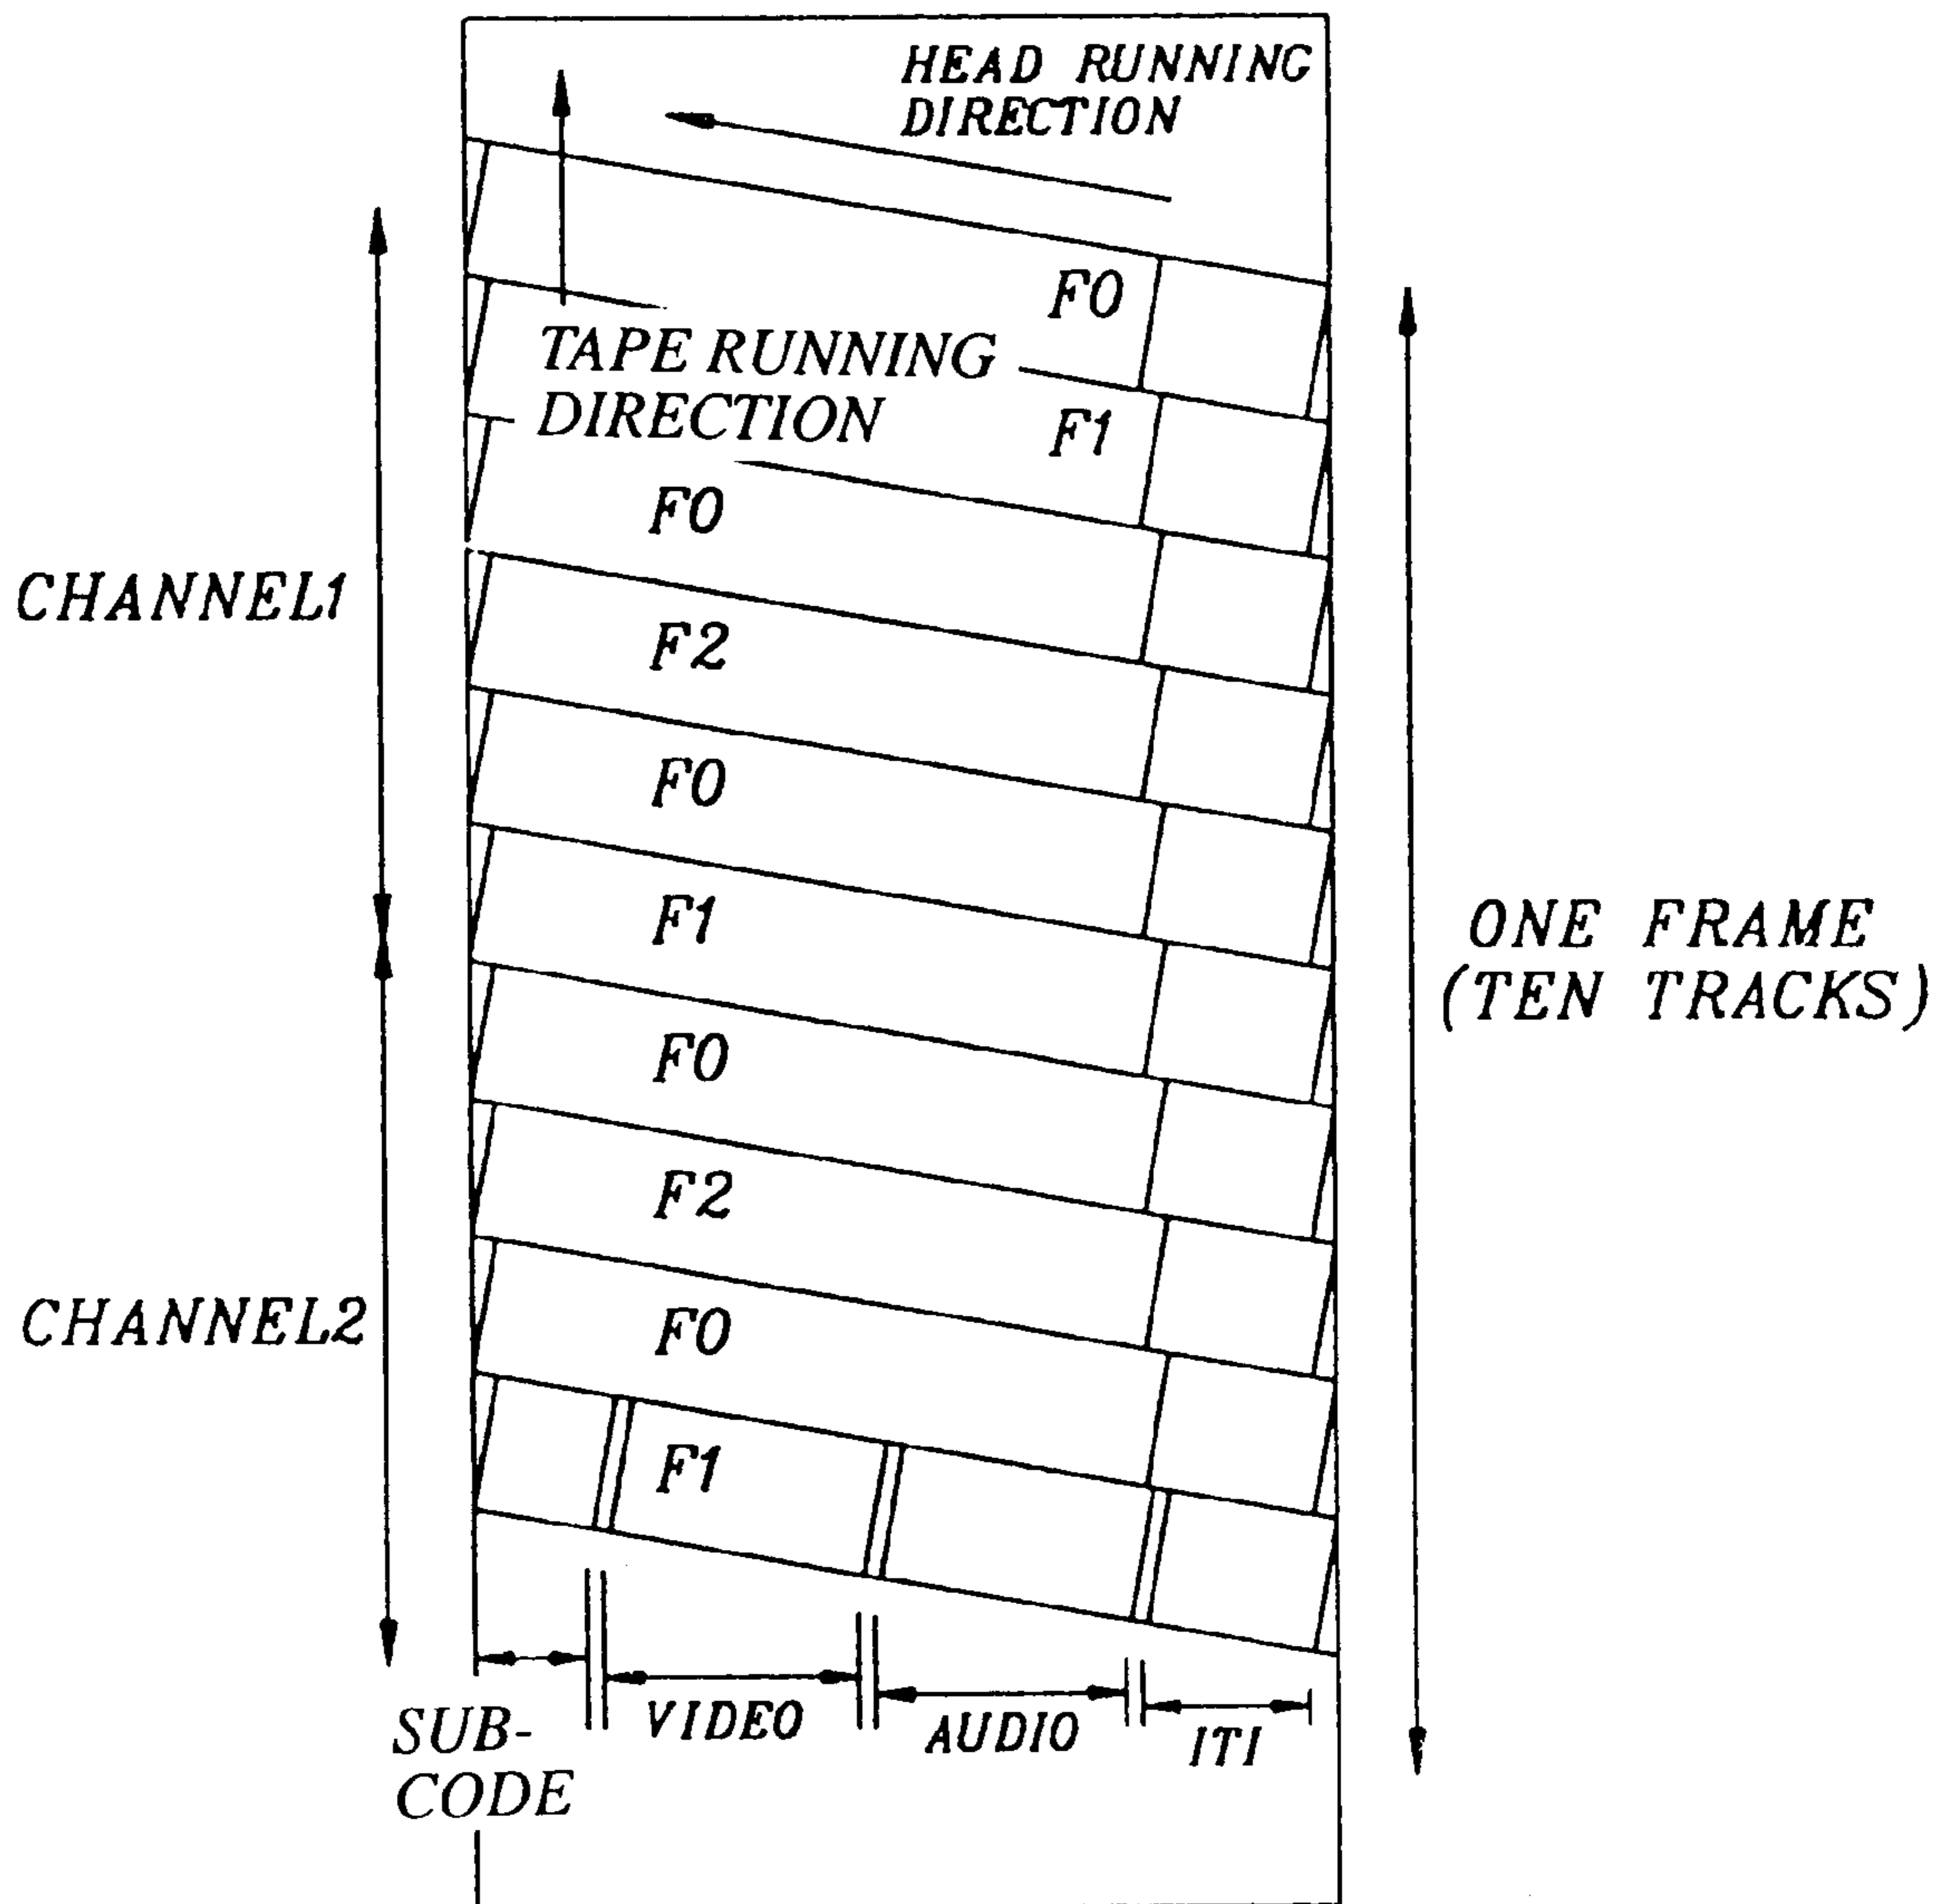 HEAD RUNNING
DIRECTION
F0
TAPE RUNNING
DIRECTION
F1
F0
CHANNEL1
F2
F0
F1
ONE FRAME
(TEN TRACKS)
F0
F2
CHANNEL2
F0
F1
SUB-
CODE
VIDEO
AUDIO
ITI